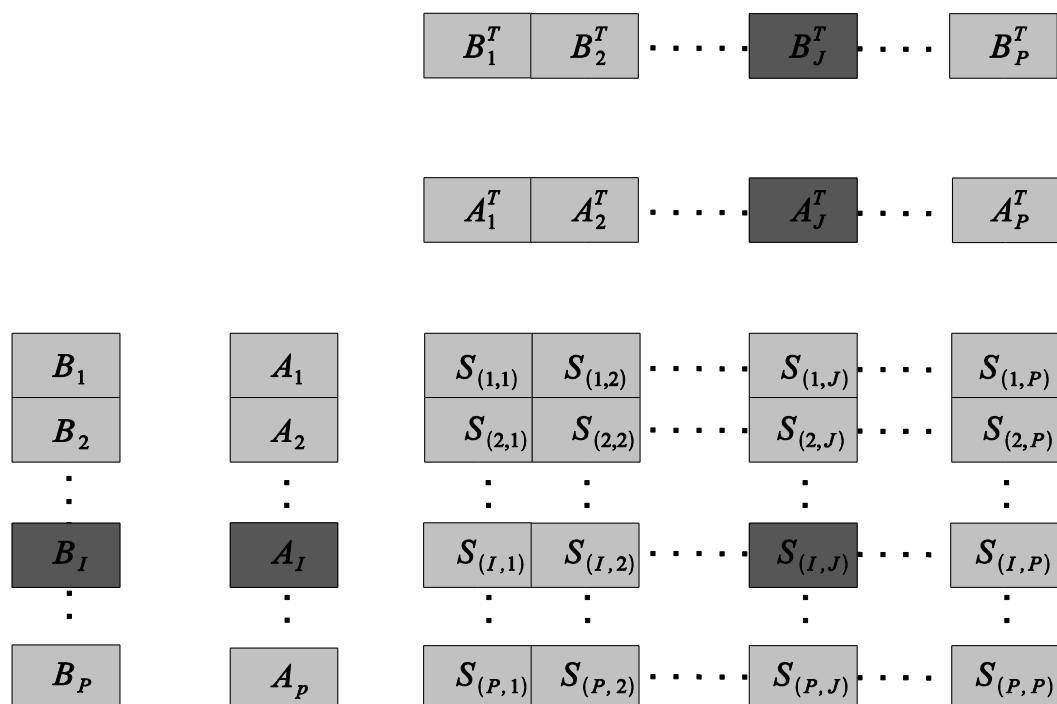 B_1^T B_2^T ...... B_J^T ..... B_P^T
A_1^T A_2^T ...... A_J^T ..... A_P^T
B_1 A_1 S_(1,1) S_(1,2) ...... S_(1,J) ..... S_(1,P)
B_2 A_2 S_(2,1) S_(2,2) ...... S_(2,J) ..... S_(2,P)
B_I A_I S_(I,1) S_(I,2) ...... S_(I,J) ..... S_(I,P)
B_P A_p S_(P,1) S_(P,2) ...... S_(P,J) ..... S_(P,P)